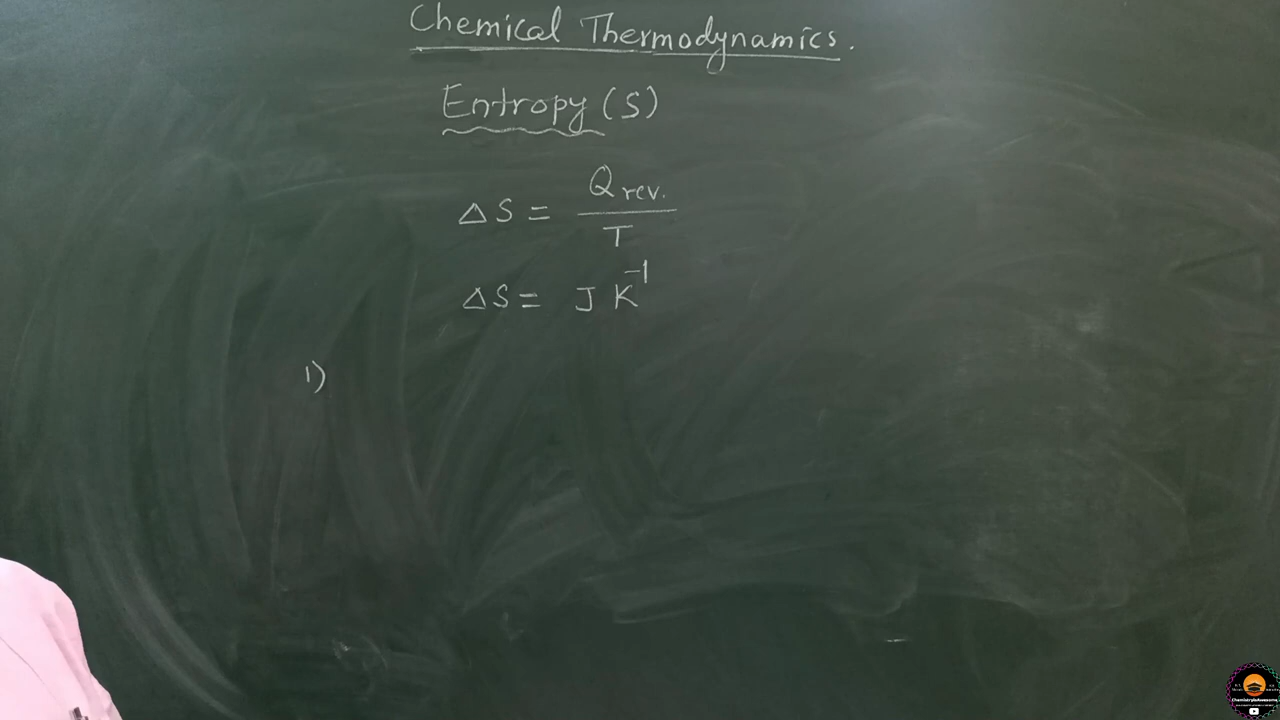 Chemical Thermodynamics.
Entropy (S)
ΔS = Qrev. / T
ΔS = J K⁻¹
1)